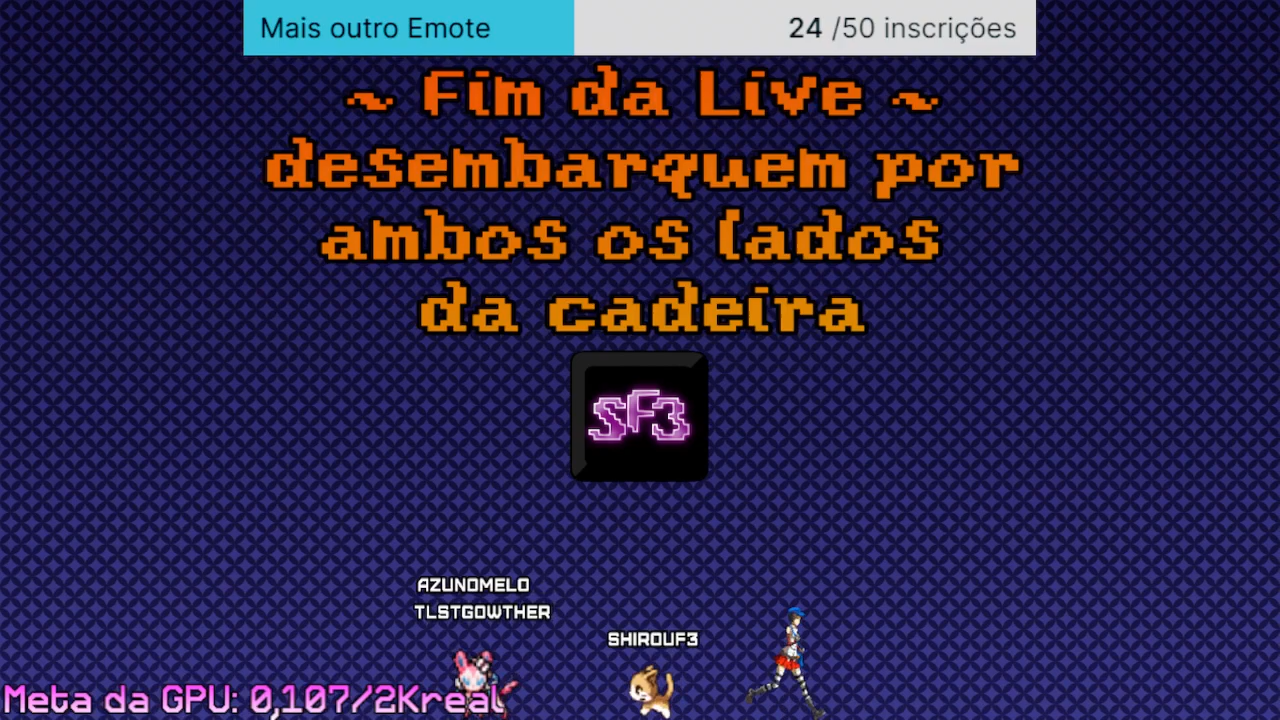 Mais outro Emote 24 /50 inscrições
~ Fim da Live ~
desembarquem por
ambos os lados
da cadeira
SF3
AZUNOMELO
TLSTGOWTHER
SHIROUF3
Meta da GPU: 0,107/2Kreal